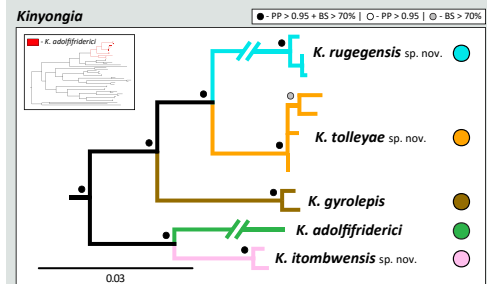 Kinyongia
● - PP > 0.95 + BS > 70% | ○ - PP > 0.95 | ● - BS > 70%
- K. adolfifriderici
K. rugegensis sp. nov.
K. tolleyae sp. nov.
K. gyrolepis
K. adolfifriderici
K. itombwensis sp. nov.
0.03